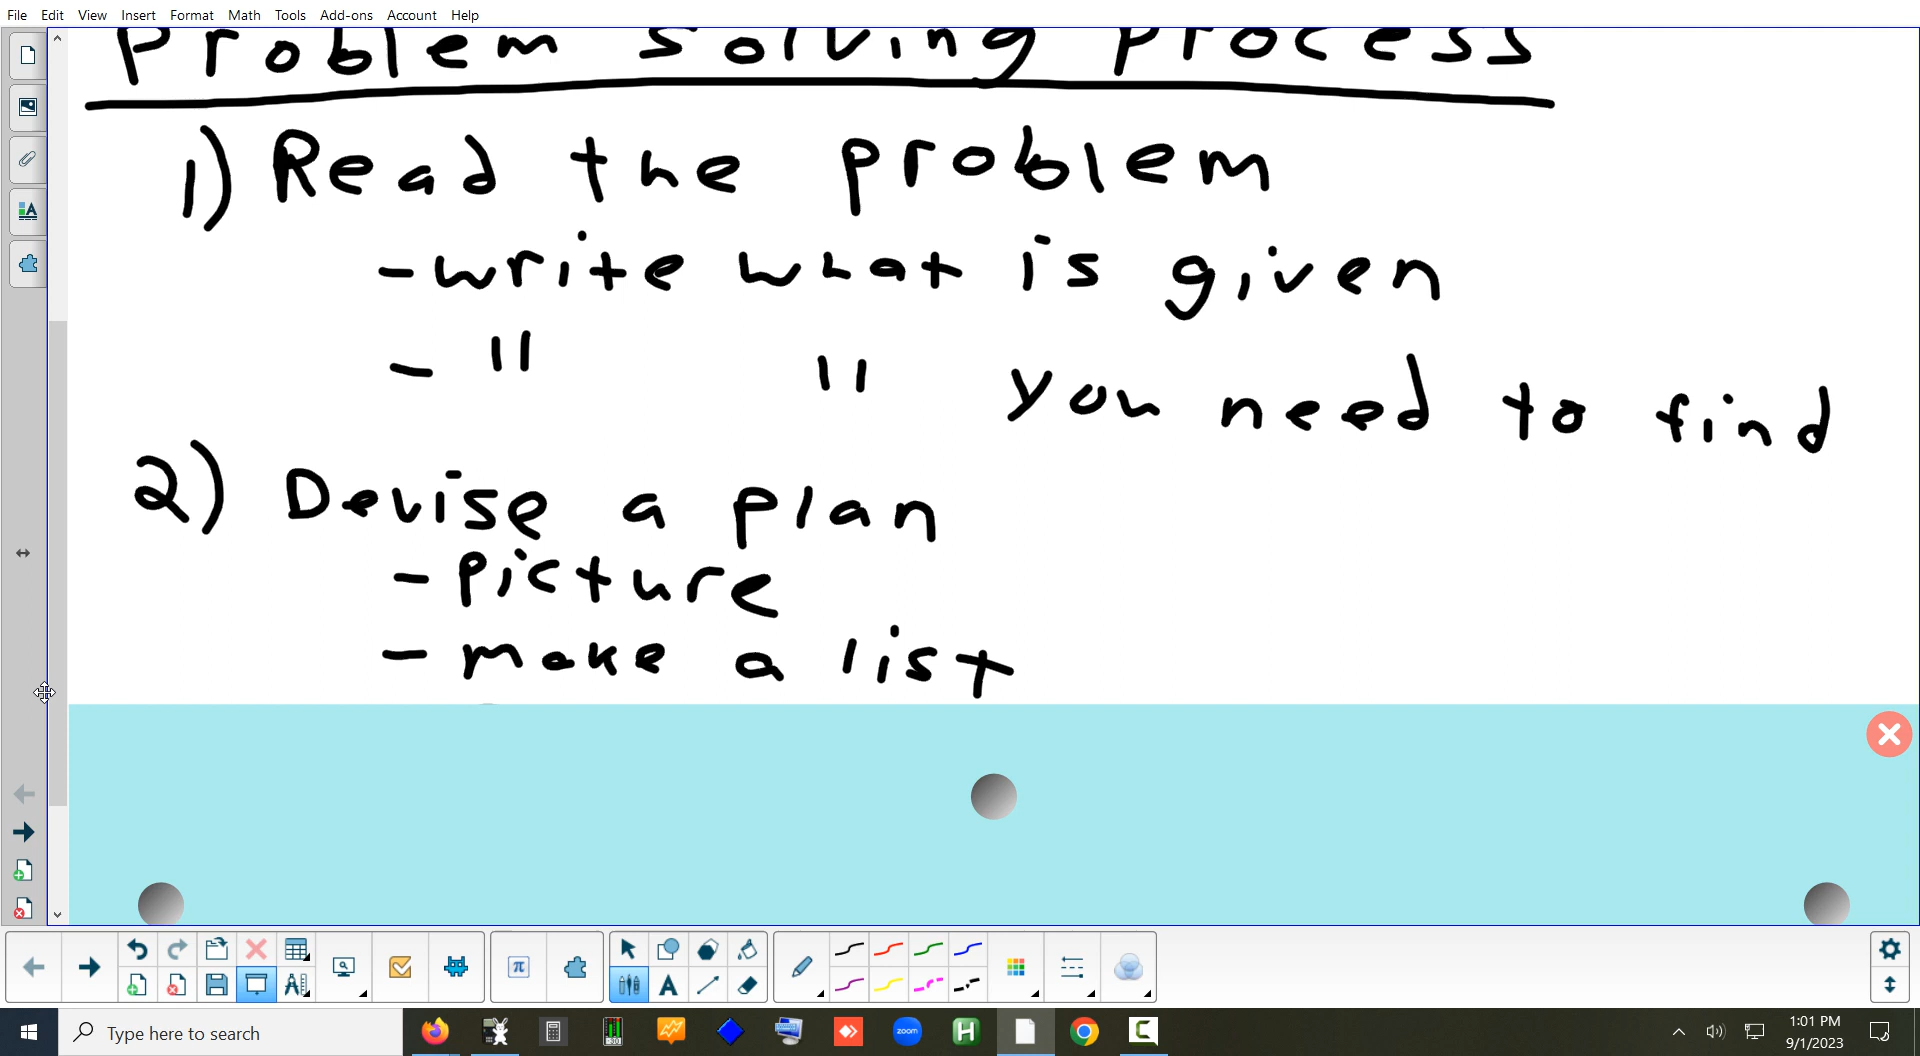 File Edit View Insert Format Math Tools Add-ons Account Help
Problem solving process
1) Read the problem
- write what is given
- " " you need to find
2) Devise a plan
- picture
- make a list
Type here to search
zoom
1:01 PM
9/1/2023